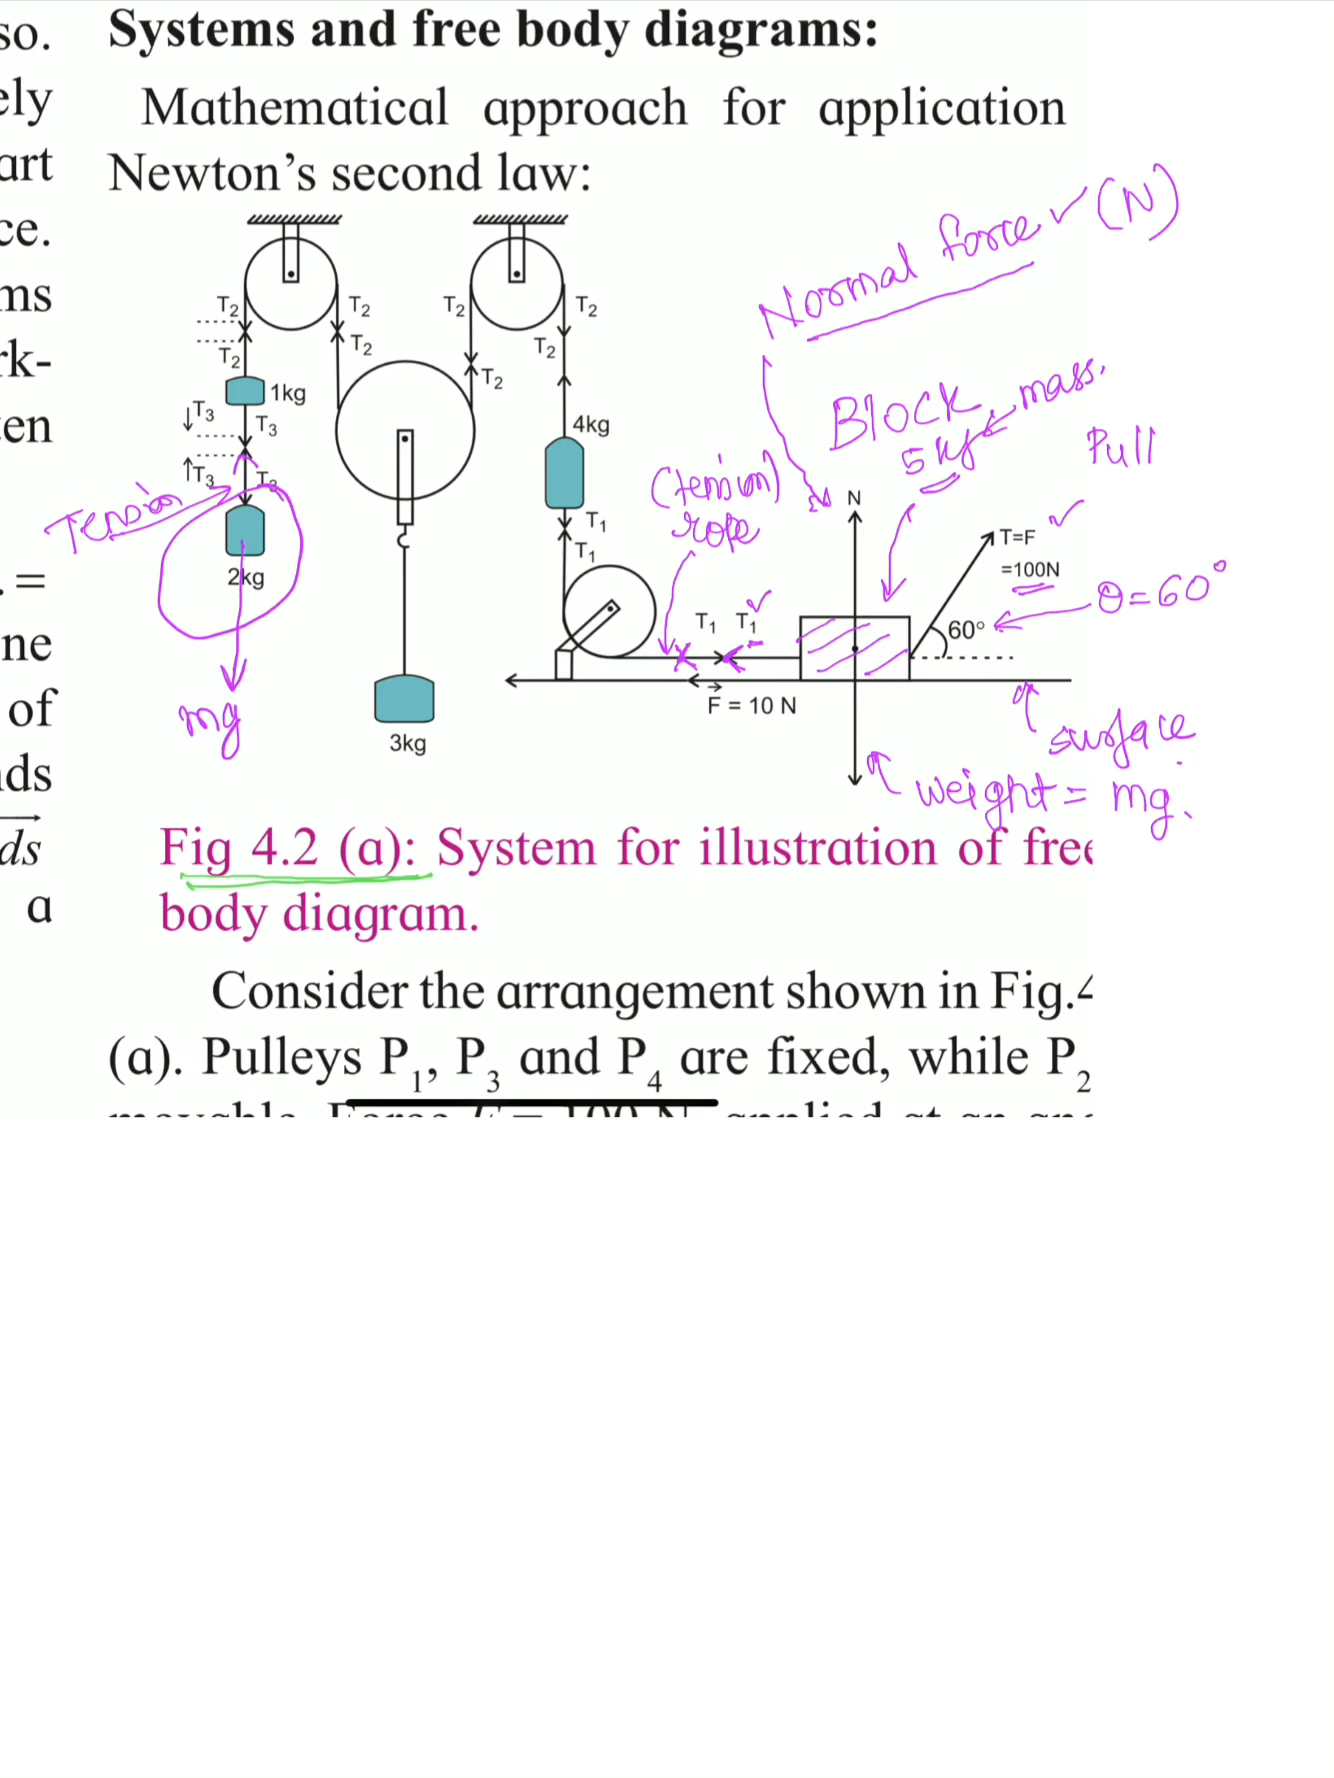 so.
ely
art
ce.
ms
rk-
ten
. =
ne
of
nds
ds
a
Systems and free body diagrams:
Mathematical approach for application
Newton's second law:
Normal force ✓ (N)
T₂ T₂ T₂ T₂
T₂ T₂ T₂ T₂
1kg
↓T₃ T₃
↑T₃ T₃
Tension
2kg
mg
3kg
4kg
T₁
T₁
(tension)
rope
Block
5 kg ← mass.
Pull
N
T=F
=100N
60°
θ=60°
T₁ T₁
F⃗ = 10 N
surface
weight = mg.
Fig 4.2 (a): System for illustration of free
body diagram.
Consider the arrangement shown in Fig.4
(a). Pulleys P₁, P₃ and P₄ are fixed, while P₂